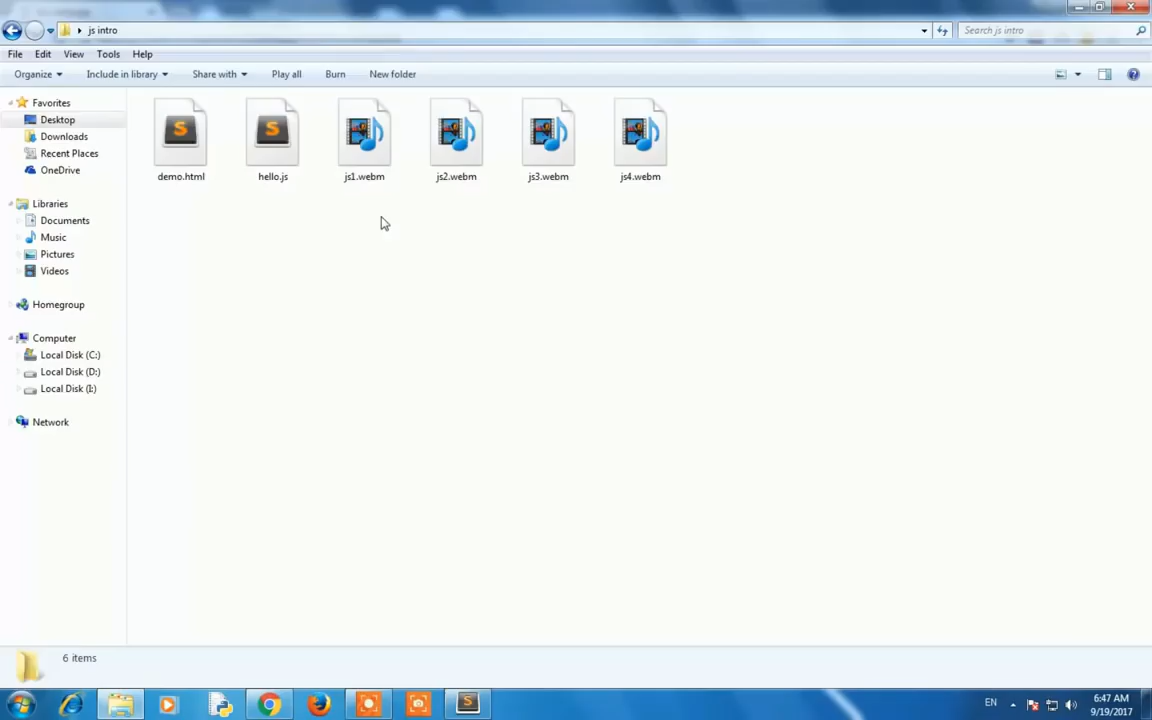 js intro
Search js intro
File Edit View Tools Help
Organize Include in library Share with Play all Burn New folder
Favorites
Desktop
Downloads
Recent Places
OneDrive
Libraries
Documents
Music
Pictures
Videos
Homegroup
Computer
Local Disk (C:)
Local Disk (D:)
Local Disk (I:)
Network
demo.html hello.js js1.webm js2.webm js3.webm js4.webm
6 items
EN
6:47 AM
9/19/2017